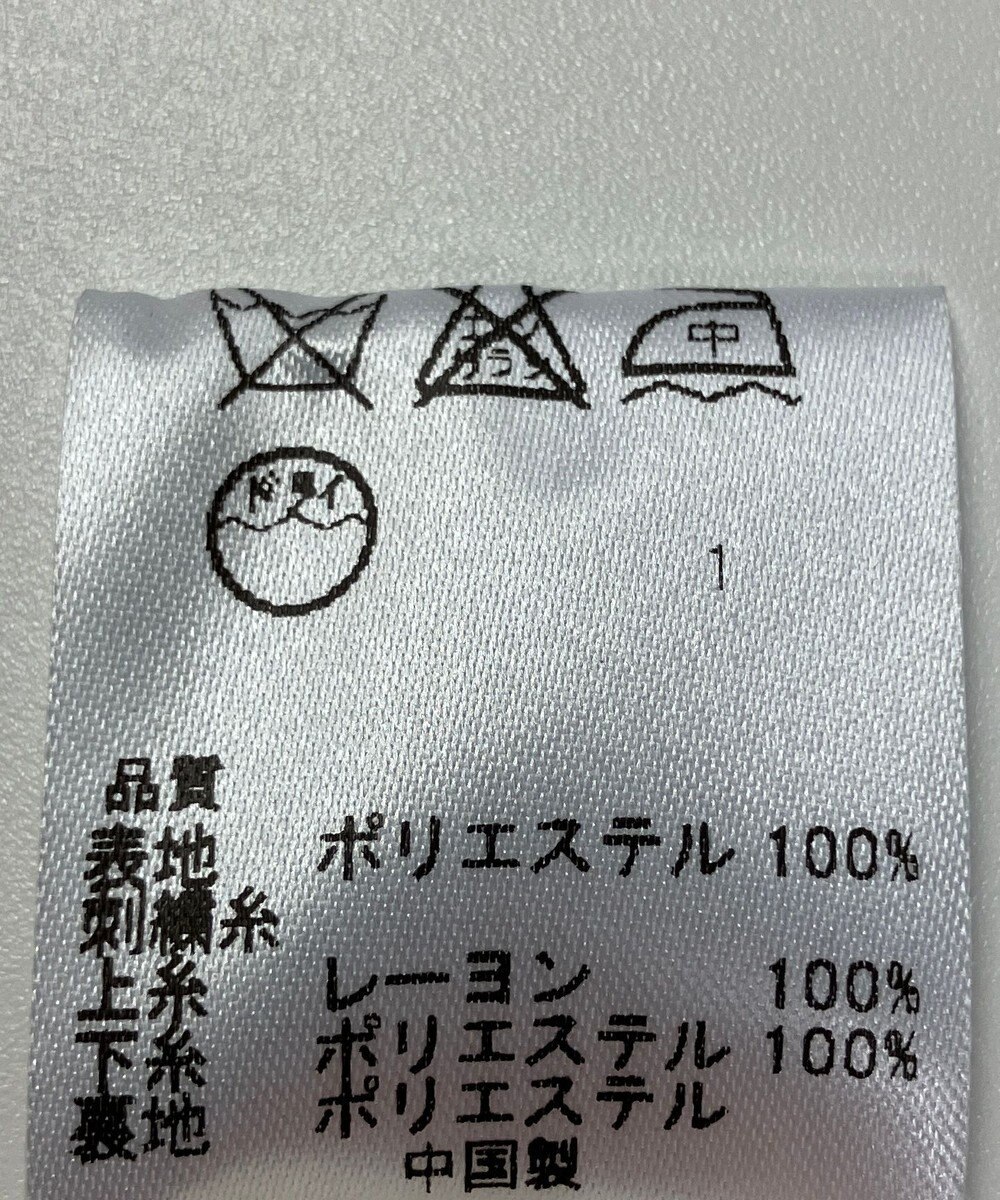 中
ドライ
1
品質
表地 ポリエステル 100%
刺繍糸
上糸 レーヨン 100%
下糸 ポリエステル 100%
裏地 ポリエステル
中国製